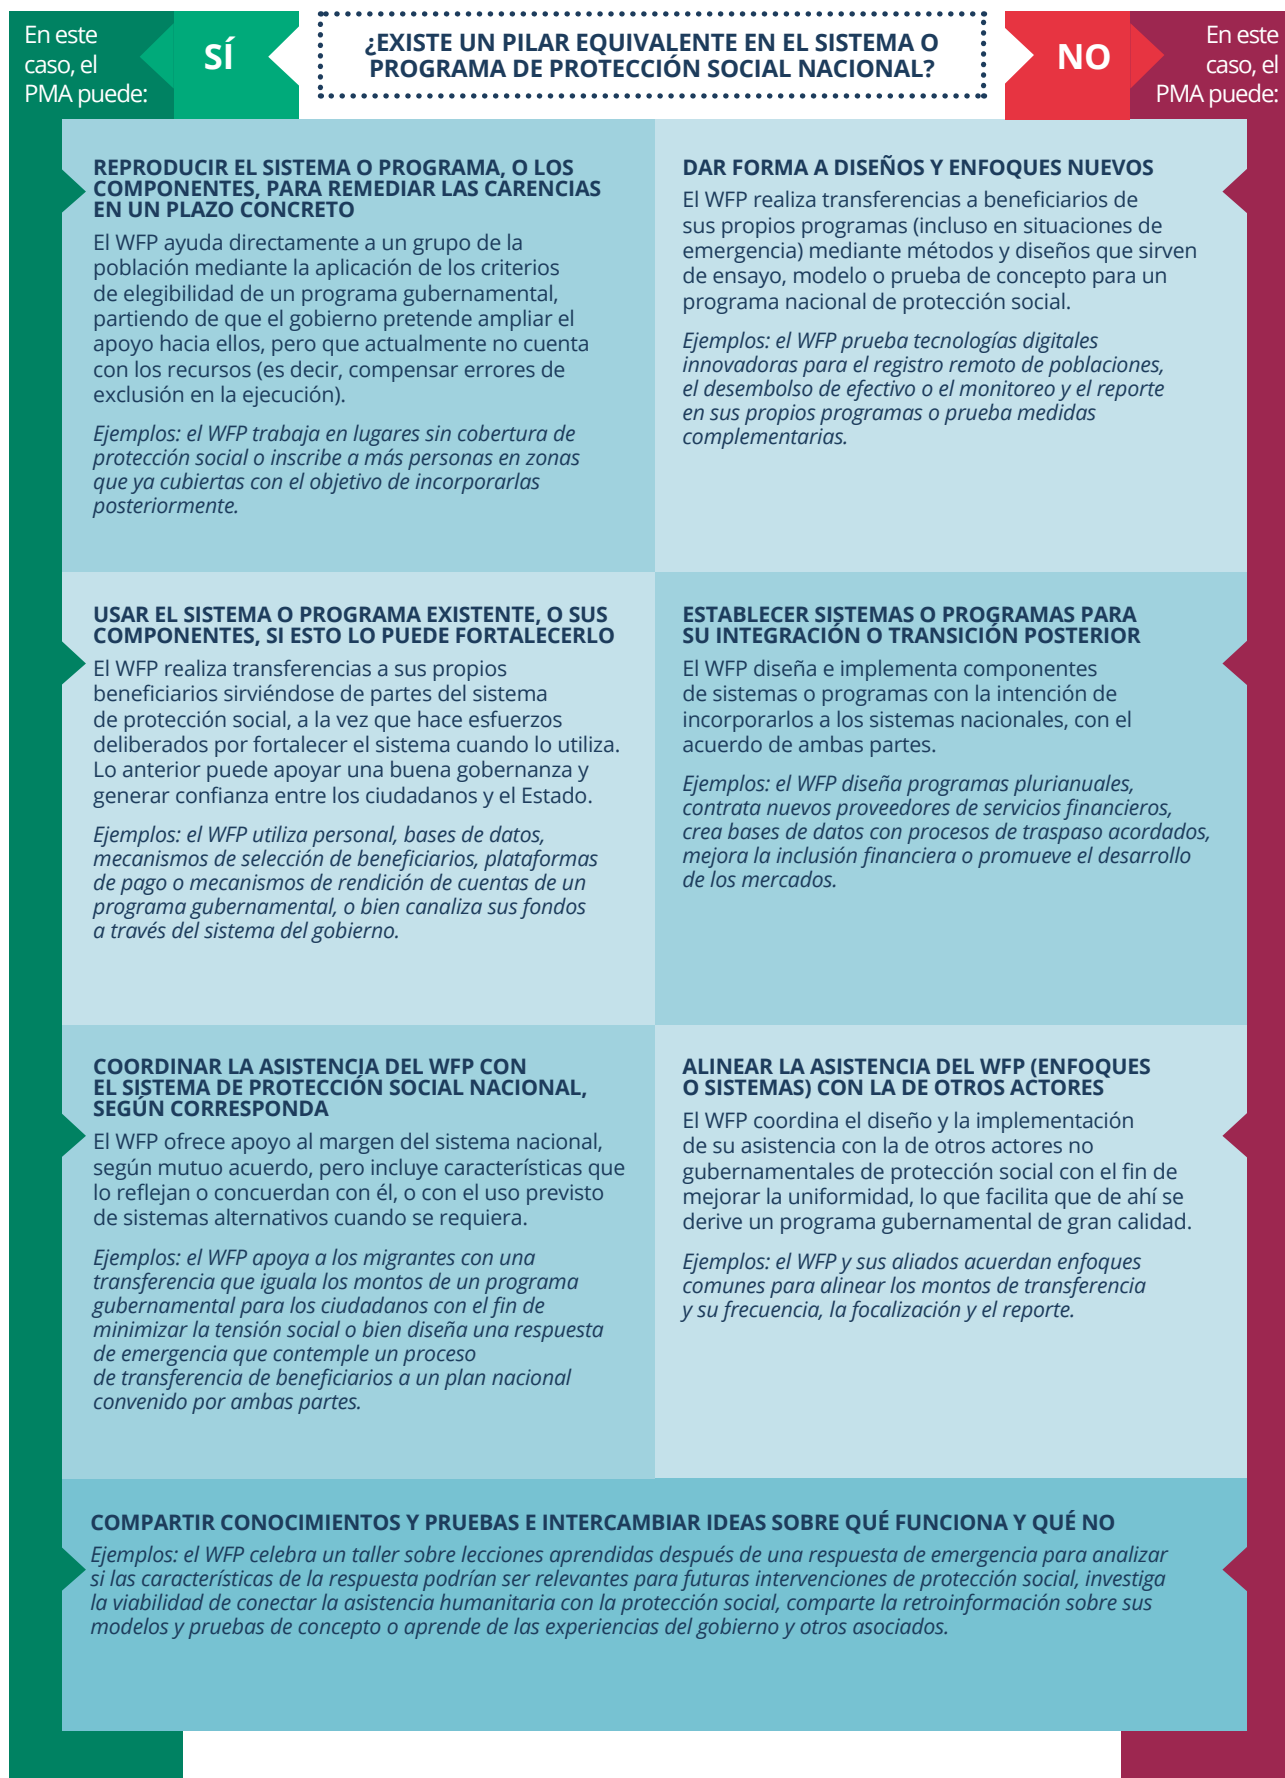 En este
caso, el
PMA puede:
SÍ
¿EXISTE UN PILAR EQUIVALENTE EN EL SISTEMA O
PROGRAMA DE PROTECCIÓN SOCIAL NACIONAL?
NO
En este
caso, el
PMA puede:
REPRODUCIR EL SISTEMA O PROGRAMA, O LOS
COMPONENTES, PARA REMEDIAR LAS CARENCIAS
EN UN PLAZO CONCRETO
El WFP ayuda directamente a un grupo de la
población mediante la aplicación de los criterios
de elegibilidad de un programa gubernamental,
partiendo de que el gobierno pretende ampliar el
apoyo hacia ellos, pero que actualmente no cuenta
con los recursos (es decir, compensar errores de
exclusión en la ejecución).
Ejemplos: el WFP trabaja en lugares sin cobertura de
protección social o inscribe a más personas en zonas
que ya cubiertas con el objetivo de incorporarlas
posteriormente.
DAR FORMA A DISEÑOS Y ENFOQUES NUEVOS
El WFP realiza transferencias a beneficiarios de
sus propios programas (incluso en situaciones de
emergencia) mediante métodos y diseños que sirven
de ensayo, modelo o prueba de concepto para un
programa nacional de protección social.
Ejemplos: el WFP prueba tecnologías digitales
innovadoras para el registro remoto de poblaciones,
el desembolso de efectivo o el monitoreo y el reporte
en sus propios programas o prueba medidas
complementarias.
USAR EL SISTEMA O PROGRAMA EXISTENTE, O SUS
COMPONENTES, SI ESTO LO PUEDE FORTALECERLO
El WFP realiza transferencias a sus propios
beneficiarios sirviéndose de partes del sistema
de protección social, a la vez que hace esfuerzos
deliberados por fortalecer el sistema cuando lo utiliza.
Lo anterior puede apoyar una buena gobernanza y
generar confianza entre los ciudadanos y el Estado.
Ejemplos: el WFP utiliza personal, bases de datos,
mecanismos de selección de beneficiarios, plataformas
de pago o mecanismos de rendición de cuentas de un
programa gubernamental, o bien canaliza sus fondos
a través del sistema del gobierno.
ESTABLECER SISTEMAS O PROGRAMAS PARA
SU INTEGRACIÓN O TRANSICIÓN POSTERIOR
El WFP diseña e implementa componentes
de sistemas o programas con la intención de
incorporarlos a los sistemas nacionales, con el
acuerdo de ambas partes.
Ejemplos: el WFP diseña programas plurianuales,
contrata nuevos proveedores de servicios financieros,
crea bases de datos con procesos de traspaso acordados,
mejora la inclusión financiera o promueve el desarrollo
de los mercados.
COORDINAR LA ASISTENCIA DEL WFP CON
EL SISTEMA DE PROTECCIÓN SOCIAL NACIONAL,
SEGÚN CORRESPONDA
El WFP ofrece apoyo al margen del sistema nacional,
según mutuo acuerdo, pero incluye características que
lo reflejan o concuerdan con él, o con el uso previsto
de sistemas alternativos cuando se requiera.
Ejemplos: el WFP apoya a los migrantes con una
transferencia que iguala los montos de un programa
gubernamental para los ciudadanos con el fin de
minimizar la tensión social o bien diseña una respuesta
de emergencia que contemple un proceso
de transferencia de beneficiarios a un plan nacional
convenido por ambas partes.
ALINEAR LA ASISTENCIA DEL WFP (ENFOQUES
O SISTEMAS) CON LA DE OTROS ACTORES
El WFP coordina el diseño y la implementación
de su asistencia con la de otros actores no
gubernamentales de protección social con el fin de
mejorar la uniformidad, lo que facilita que de ahí se
derive un programa gubernamental de gran calidad.
Ejemplos: el WFP y sus aliados acuerdan enfoques
comunes para alinear los montos de transferencia
y su frecuencia, la focalización y el reporte.
COMPARTIR CONOCIMIENTOS Y PRUEBAS E INTERCAMBIAR IDEAS SOBRE QUÉ FUNCIONA Y QUÉ NO
Ejemplos: el WFP celebra un taller sobre lecciones aprendidas después de una respuesta de emergencia para analizar
si las características de la respuesta podrían ser relevantes para futuras intervenciones de protección social, investiga
la viabilidad de conectar la asistencia humanitaria con la protección social, comparte la retroinformación sobre sus
modelos y pruebas de concepto o aprende de las experiencias del gobierno y otros asociados.